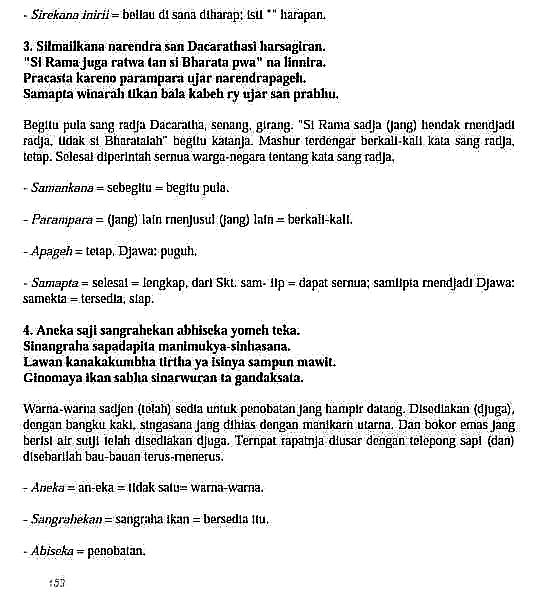 - Sirekana inirii = beliau di sana diharap; isti "" harapan.
3. Silmailkana narendra san Dacarathasi harsagiran.
"Si Rama juga ratwa tan si Bharata pwa" na linnira.
Pracasta kareno parampara ujar narendrapageh.
Samapta winarah tikan bala kabeh ry ujar san prabhu.
Begitu pula sang radja Dacaratha, senang, girang. "Si Rama sadja (jang) hendak mendjadi
radja, tidak si Bharatalah" begitu katanja. Mashur terdengar berkali-kali kata sang radja,
tetap. Selesai diperintah semua warga-negara tentang kata sang radja.
- Samankana = sebegitu = begitu pula.
- Parampara = (jang) lain menjusul (jang) lain = berkali-kali.
- Apageh = tetap, Djawa: puguh.
- Samapta = selesai = lengkap, dari Skt. sam- iip = dapat semua; samlipta mendjadi Djawa:
samekta = tersedia, siap.
4. Aneka saji sangrahekan abhiseka yomeh teka.
Sinangraha sapadapita manimukya-sinhasana.
Lawan kanakakumbha tirtha ya isinya sampun mawit.
Ginomaya ikan sabha sinarwuran ta gandaksata.
Warna-warna sadjen (telah) sedia untuk penobatan jang hampir datang. Disediakan (djuga),
dengan bangku kaki, singasana jang dihias dengan manikam utama. Dan bokor emas jang
berisi air sutji telah disediakan djuga. Tempat rapatnja diusar dengan telepong sapi (dan)
disebarilah bau-bauan terus-menerus.
- Aneka = an-eka = tidak satu= warna-warna.
- Sangrahekan = sangraha ikan = bersedia itu.
- Abiseka = penobatan.
153